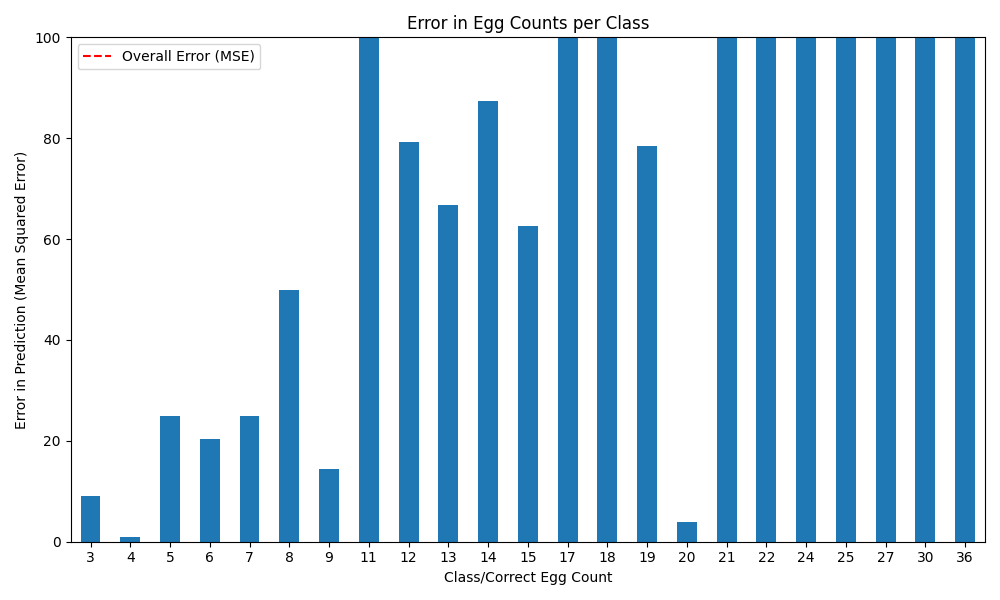 Error in Egg Counts per Class
Overall Error (MSE)
Error in Prediction (Mean Squared Error)
100
80
60
40
20
0
3 4 5 6 7 8 9 11 12 13 14 15 17 18 19 20 21 22 24 25 27 30 36
Class/Correct Egg Count